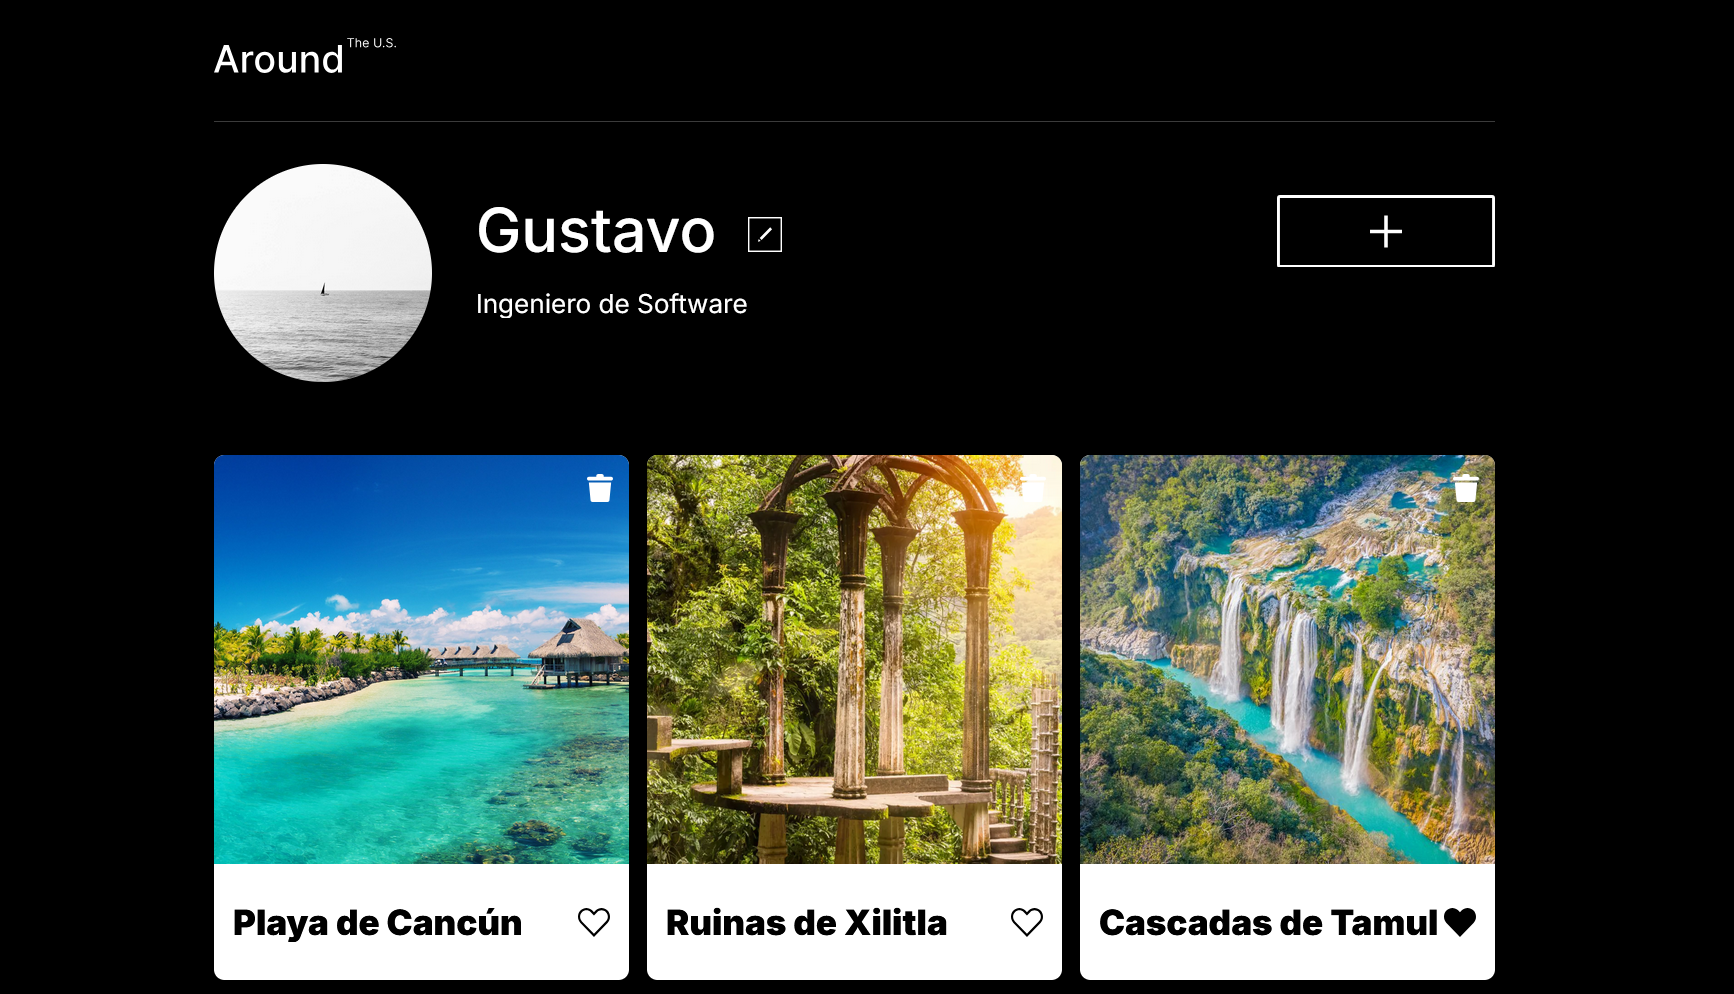 Around The U.S.
Gustavo
Ingeniero de Software
Playa de Cancún
Ruinas de Xilitla
Cascadas de Tamul